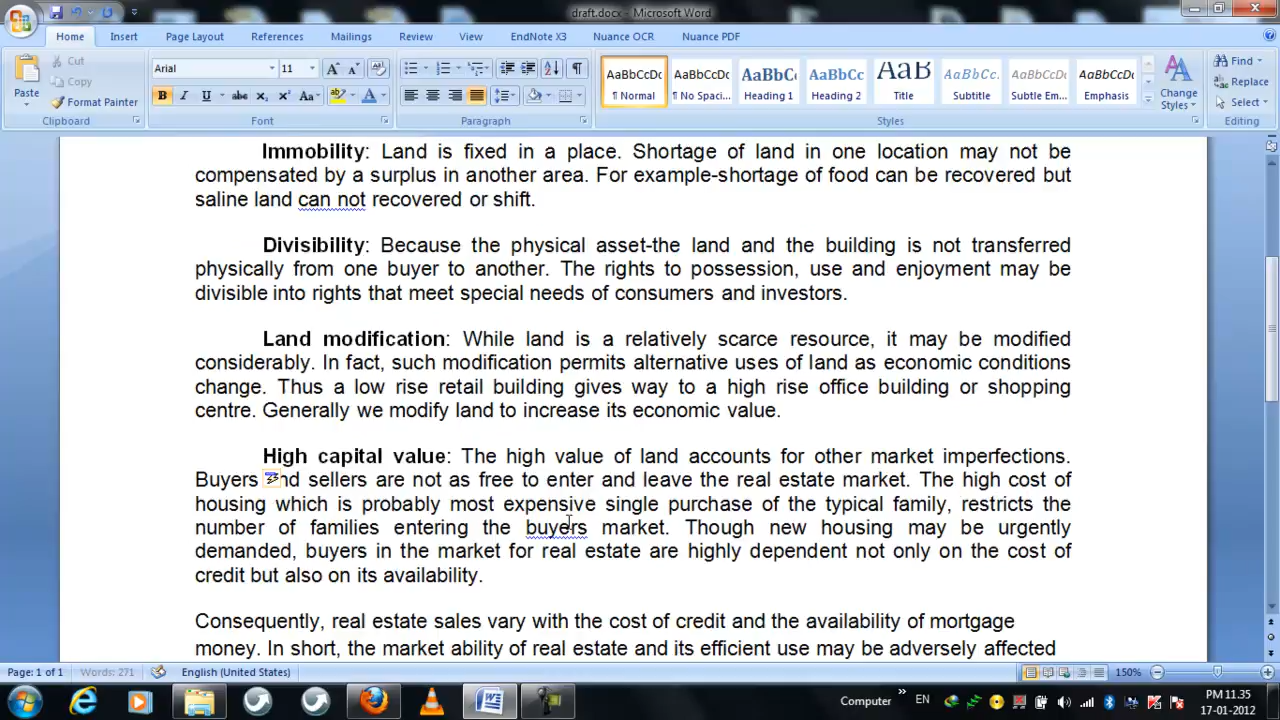 draft.docx - Microsoft Word
Home Insert Page Layout References Mailings Review View EndNote X3 Nuance OCR Nuance PDF
Paste Cut Copy Format Painter Clipboard
Arial 11 Font
Paragraph
AaBbCcDc ¶ Normal
AaBbCcDc ¶ No Spaci...
AaBbC Heading 1
AaBbCc Heading 2
AaB Title
AaBbCc. Subtitle
AaBbCcDc Subtle Em...
AaBbCcDc Emphasis
Change Styles
Styles
Find Replace Select Editing
Immobility: Land is fixed in a place. Shortage of land in one location may not be
compensated by a surplus in another area. For example-shortage of food can be recovered but
saline land can not recovered or shift.
Divisibility: Because the physical asset-the land and the building is not transferred
physically from one buyer to another. The rights to possession, use and enjoyment may be
divisible into rights that meet special needs of consumers and investors.
Land modification: While land is a relatively scarce resource, it may be modified
considerably. In fact, such modification permits alternative uses of land as economic conditions
change. Thus a low rise retail building gives way to a high rise office building or shopping
centre. Generally we modify land to increase its economic value.
High capital value: The high value of land accounts for other market imperfections.
Buyers nd sellers are not as free to enter and leave the real estate market. The high cost of
housing which is probably most expensive single purchase of the typical family, restricts the
number of families entering the buyers market. Though new housing may be urgently
demanded, buyers in the market for real estate are highly dependent not only on the cost of
credit but also on its availability.
Consequently, real estate sales vary with the cost of credit and the availability of mortgage
money. In short, the market ability of real estate and its efficient use may be adversely affected
Page: 1 of 1 Words: 271 English (United States) 150%
Computer » EN PM 11.35
17-01-2012